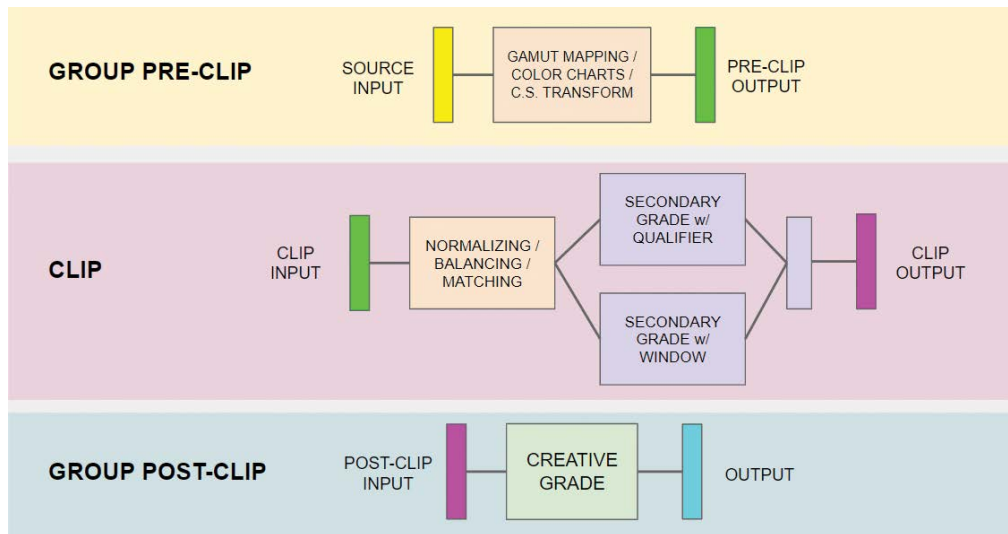 GROUP PRE-CLIP
SOURCE
INPUT
GAMUT MAPPING /
COLOR CHARTS /
C.S. TRANSFORM
PRE-CLIP
OUTPUT
CLIP
CLIP
INPUT
NORMALIZING /
BALANCING /
MATCHING
SECONDARY
GRADE w/
QUALIFIER
SECONDARY
GRADE w/
WINDOW
CLIP
OUTPUT
GROUP POST-CLIP
POST-CLIP
INPUT
CREATIVE
GRADE
OUTPUT